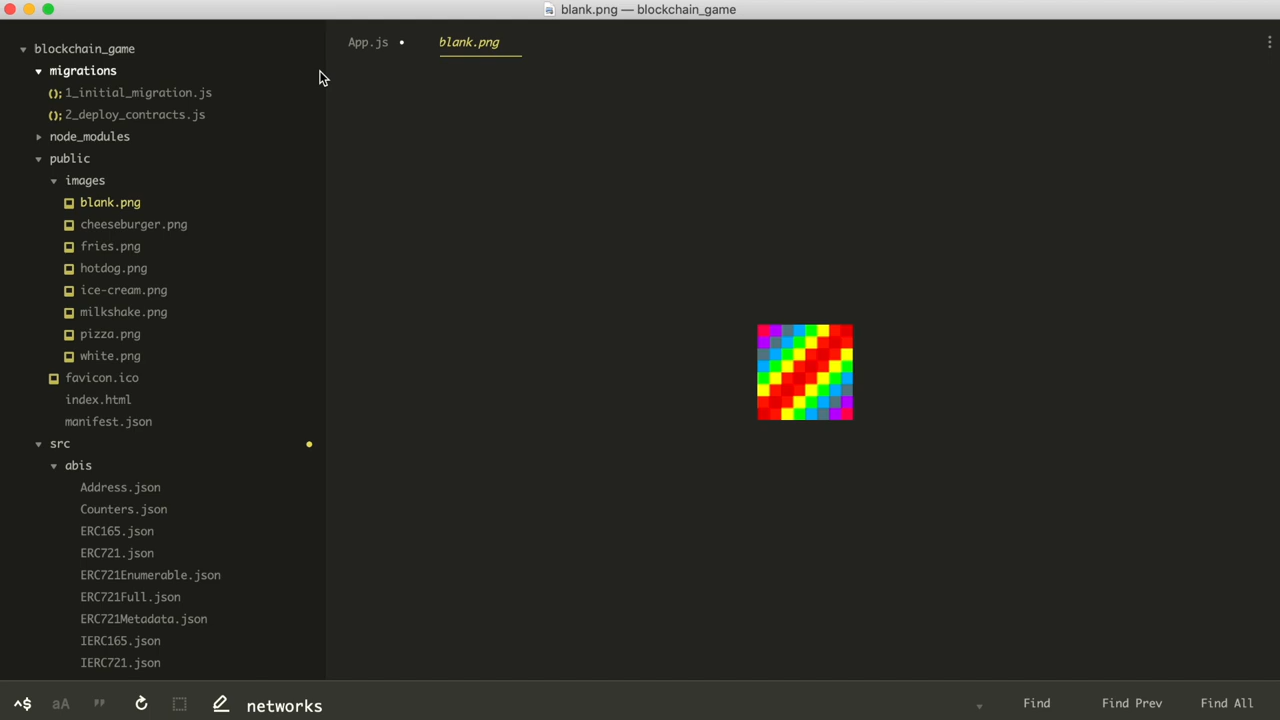 blank.png — blockchain_game
blockchain_game
migrations
1_initial_migration.js
2_deploy_contracts.js
node_modules
public
images
blank.png
cheeseburger.png
fries.png
hotdog.png
ice-cream.png
milkshake.png
pizza.png
white.png
favicon.ico
index.html
manifest.json
src
abis
Address.json
Counters.json
ERC165.json
ERC721.json
ERC721Enumerable.json
ERC721Full.json
ERC721Metadata.json
IERC165.json
IERC721.json
App.js
blank.png
networks
Find
Find Prev
Find All